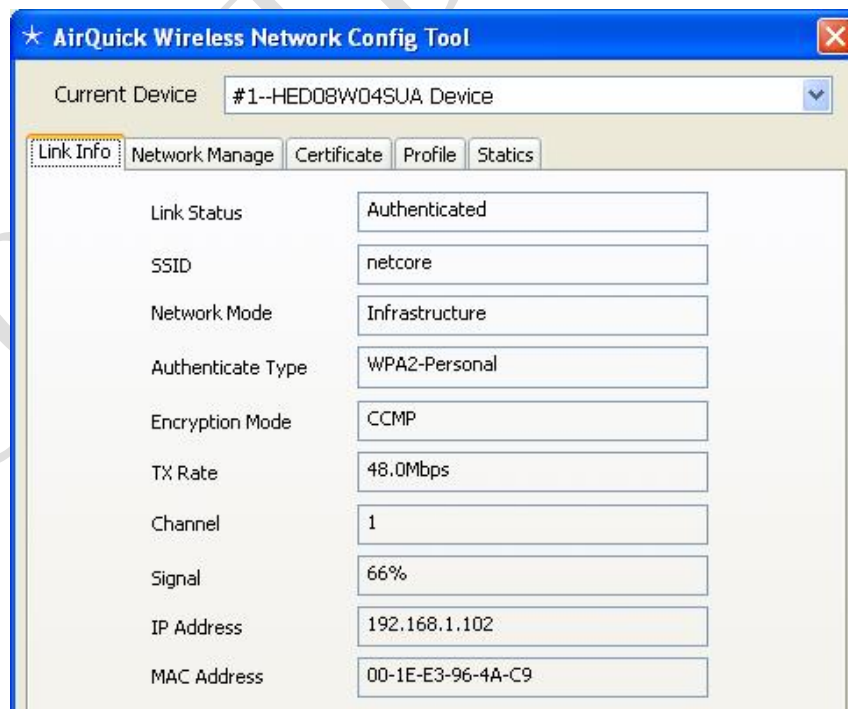 AirQuick Wireless Network Config Tool
Current Device #1--HED08W04SUA Device
Link Info Network Manage Certificate Profile Statics
Link Status Authenticated
SSID netcore
Network Mode Infrastructure
Authenticate Type WPA2-Personal
Encryption Mode CCMP
TX Rate 48.0Mbps
Channel 1
Signal 66%
IP Address 192.168.1.102
MAC Address 00-1E-E3-96-4A-C9